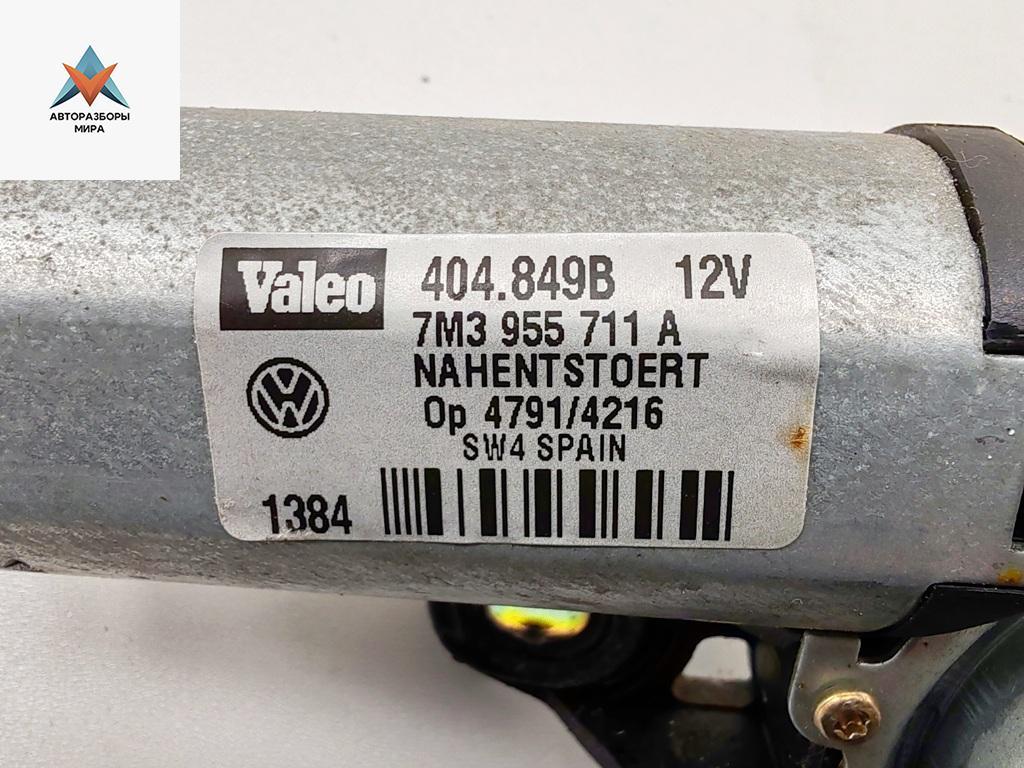 АВТОРАЗБОРЫ
МИРА
Valeo 404.849B 12V
7M3 955 711 A
NAHENTSTOERT
Op 4791/4216
SW4 SPAIN
1384